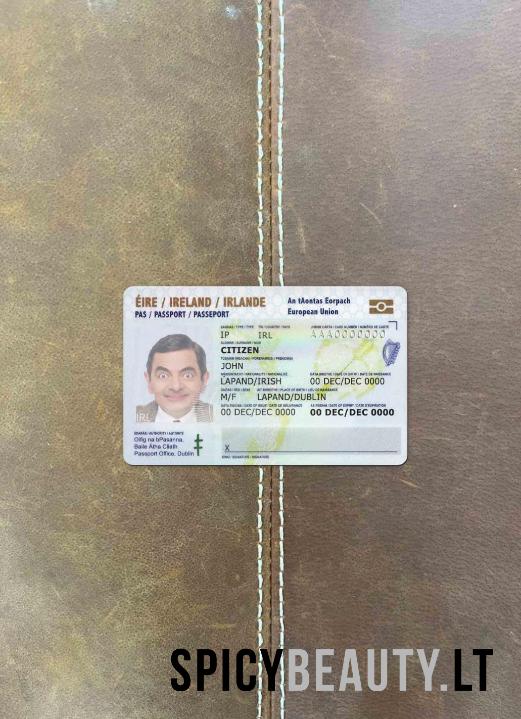 ÉIRE / IRELAND / IRLANDE
PAS / PASSPORT / PASSEPORT
An tAontas Eorpach
European Union
IP IRL AAA0000000
CITIZEN
JOHN
LAPAND/IRISH 00 DEC/DEC 0000
M/F LAPAND/DUBLIN
00 DEC/DEC 0000 00 DEC/DEC 0000
IRL
Oifig na bPasanna,
Baile Átha Cliath
Passport Office, Dublin
X
SPICYBEAUTY.LT